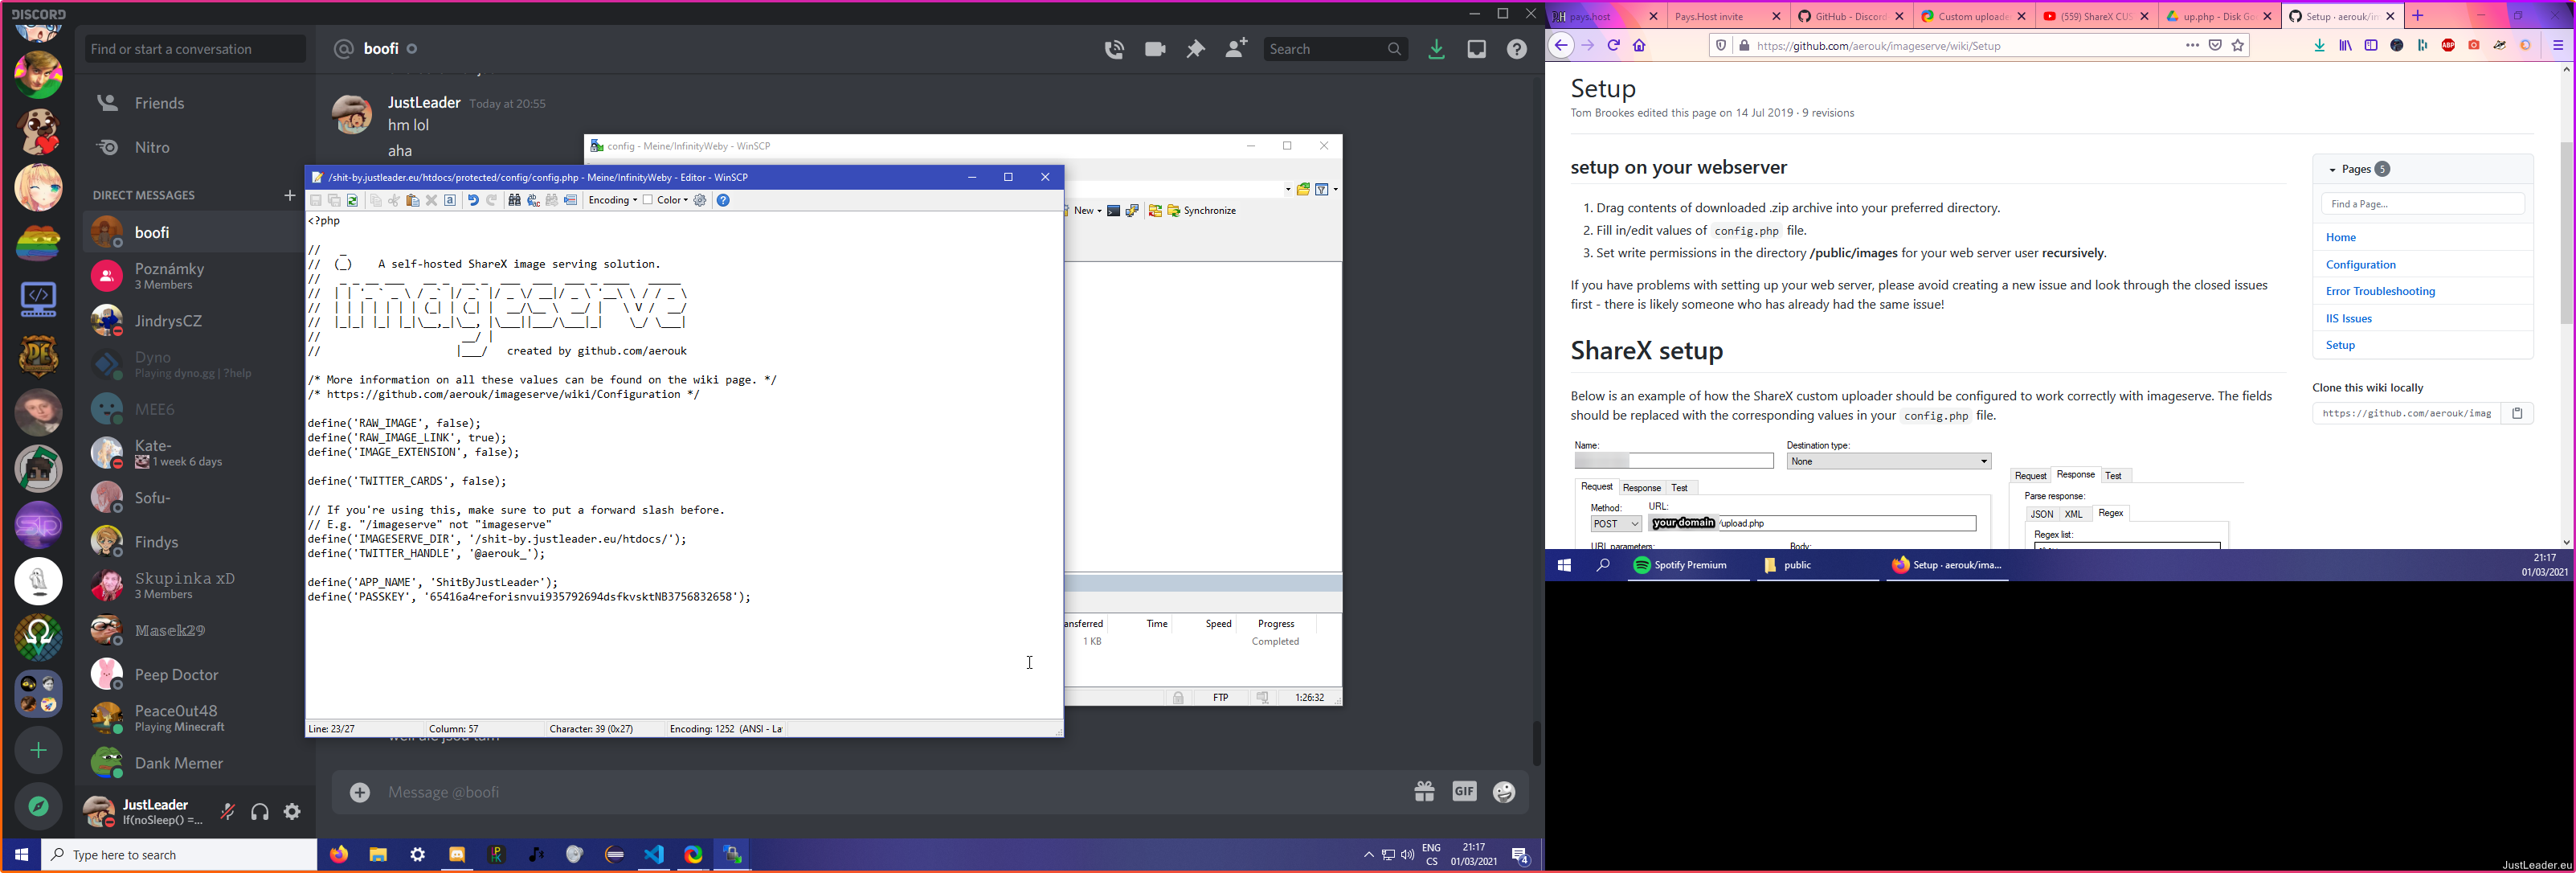 DISCORD
Find or start a conversation
Friends
Nitro
DIRECT MESSAGES
boofi
Poznámky
3 Members
JindrysCZ
Dyno
Playing dyno.gg | ?help
MEE6
Kate-
1 week 6 days
Sofu-
Findys
Skupinka xD
3 Members
Masek29
Peep Doctor
PeaceOut48
Playing Minecraft
Dank Memer
JustLeader
If(noSleep() =...
boofi
Search
JustLeader Today at 20:55
hm lol
aha
Message @boofi
GIF
config - Meine/InfinityWeby - WinSCP
New
Synchronize
Time
Speed
Progress
1 KB
Completed
FTP
1:26:32
/shit-by.justleader.eu/htdocs/protected/config/config.php - Meine/InfinityWeby - Editor - WinSCP
Encoding
Color
<?php
// A self-hosted ShareX image serving solution.
imageserve
// created by github.com/aerouk
/* More information on all these values can be found on the wiki page. */
/* https://github.com/aerouk/imageserve/wiki/Configuration */
define('RAW_IMAGE', false);
define('RAW_IMAGE_LINK', true);
define('IMAGE_EXTENSION', false);
define('TWITTER_CARDS', false);
// If you're using this, make sure to put a forward slash before.
// E.g. "/imageserve" not "imageserve"
define('IMAGESERVE_DIR', '/shit-by.justleader.eu/htdocs/');
define('TWITTER_HANDLE', '@aerouk_');
define('APP_NAME', 'ShitByJustLeader');
define('PASSKEY', '65416a4reforisnvui935792694dsfkvsktNB3756832658');
Line: 23/27
Column: 57
Character: 39 (0x27)
Encoding: 1252 (ANSI - La
Type here to search
ENG
CS
21:17
01/03/2021
4
pays.host
Pays.Host invite
GitHub - Discord
Custom uploade
(559) ShareX CUS
up.php - Disk Go
Setup · aerouk/im
https://github.com/aerouk/imageserve/wiki/Setup
ABP
Setup
Tom Brookes edited this page on 14 Jul 2019 · 9 revisions
setup on your webserver
1. Drag contents of downloaded .zip archive into your preferred directory.
2. Fill in/edit values of config.php file.
3. Set write permissions in the directory /public/images for your web server user recursively.
If you have problems with setting up your web server, please avoid creating a new issue and look through the closed issues
first - there is likely someone who has already had the same issue!
ShareX setup
Below is an example of how the ShareX custom uploader should be configured to work correctly with imageserve. The fields
should be replaced with the corresponding values in your config.php file.
Name:
Destination type:
None
Request
Response
Test
Method:
URL:
POST
your domain /upload.php
URL parameters:
Body:
Request
Response
Test
Parse response:
JSON
XML
Regex
Regex list:
Pages 5
Find a Page...
Home
Configuration
Error Troubleshooting
IIS Issues
Setup
Clone this wiki locally
https://github.com/aerouk/imag
Spotify Premium
public
Setup · aerouk/ima...
21:17
01/03/2021
JustLeader.eu